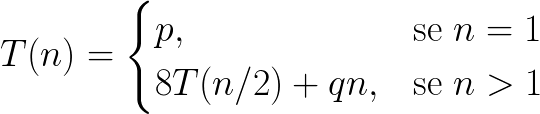 T(n) = { p, se n = 1
8T(n/2) + qn, se n > 1